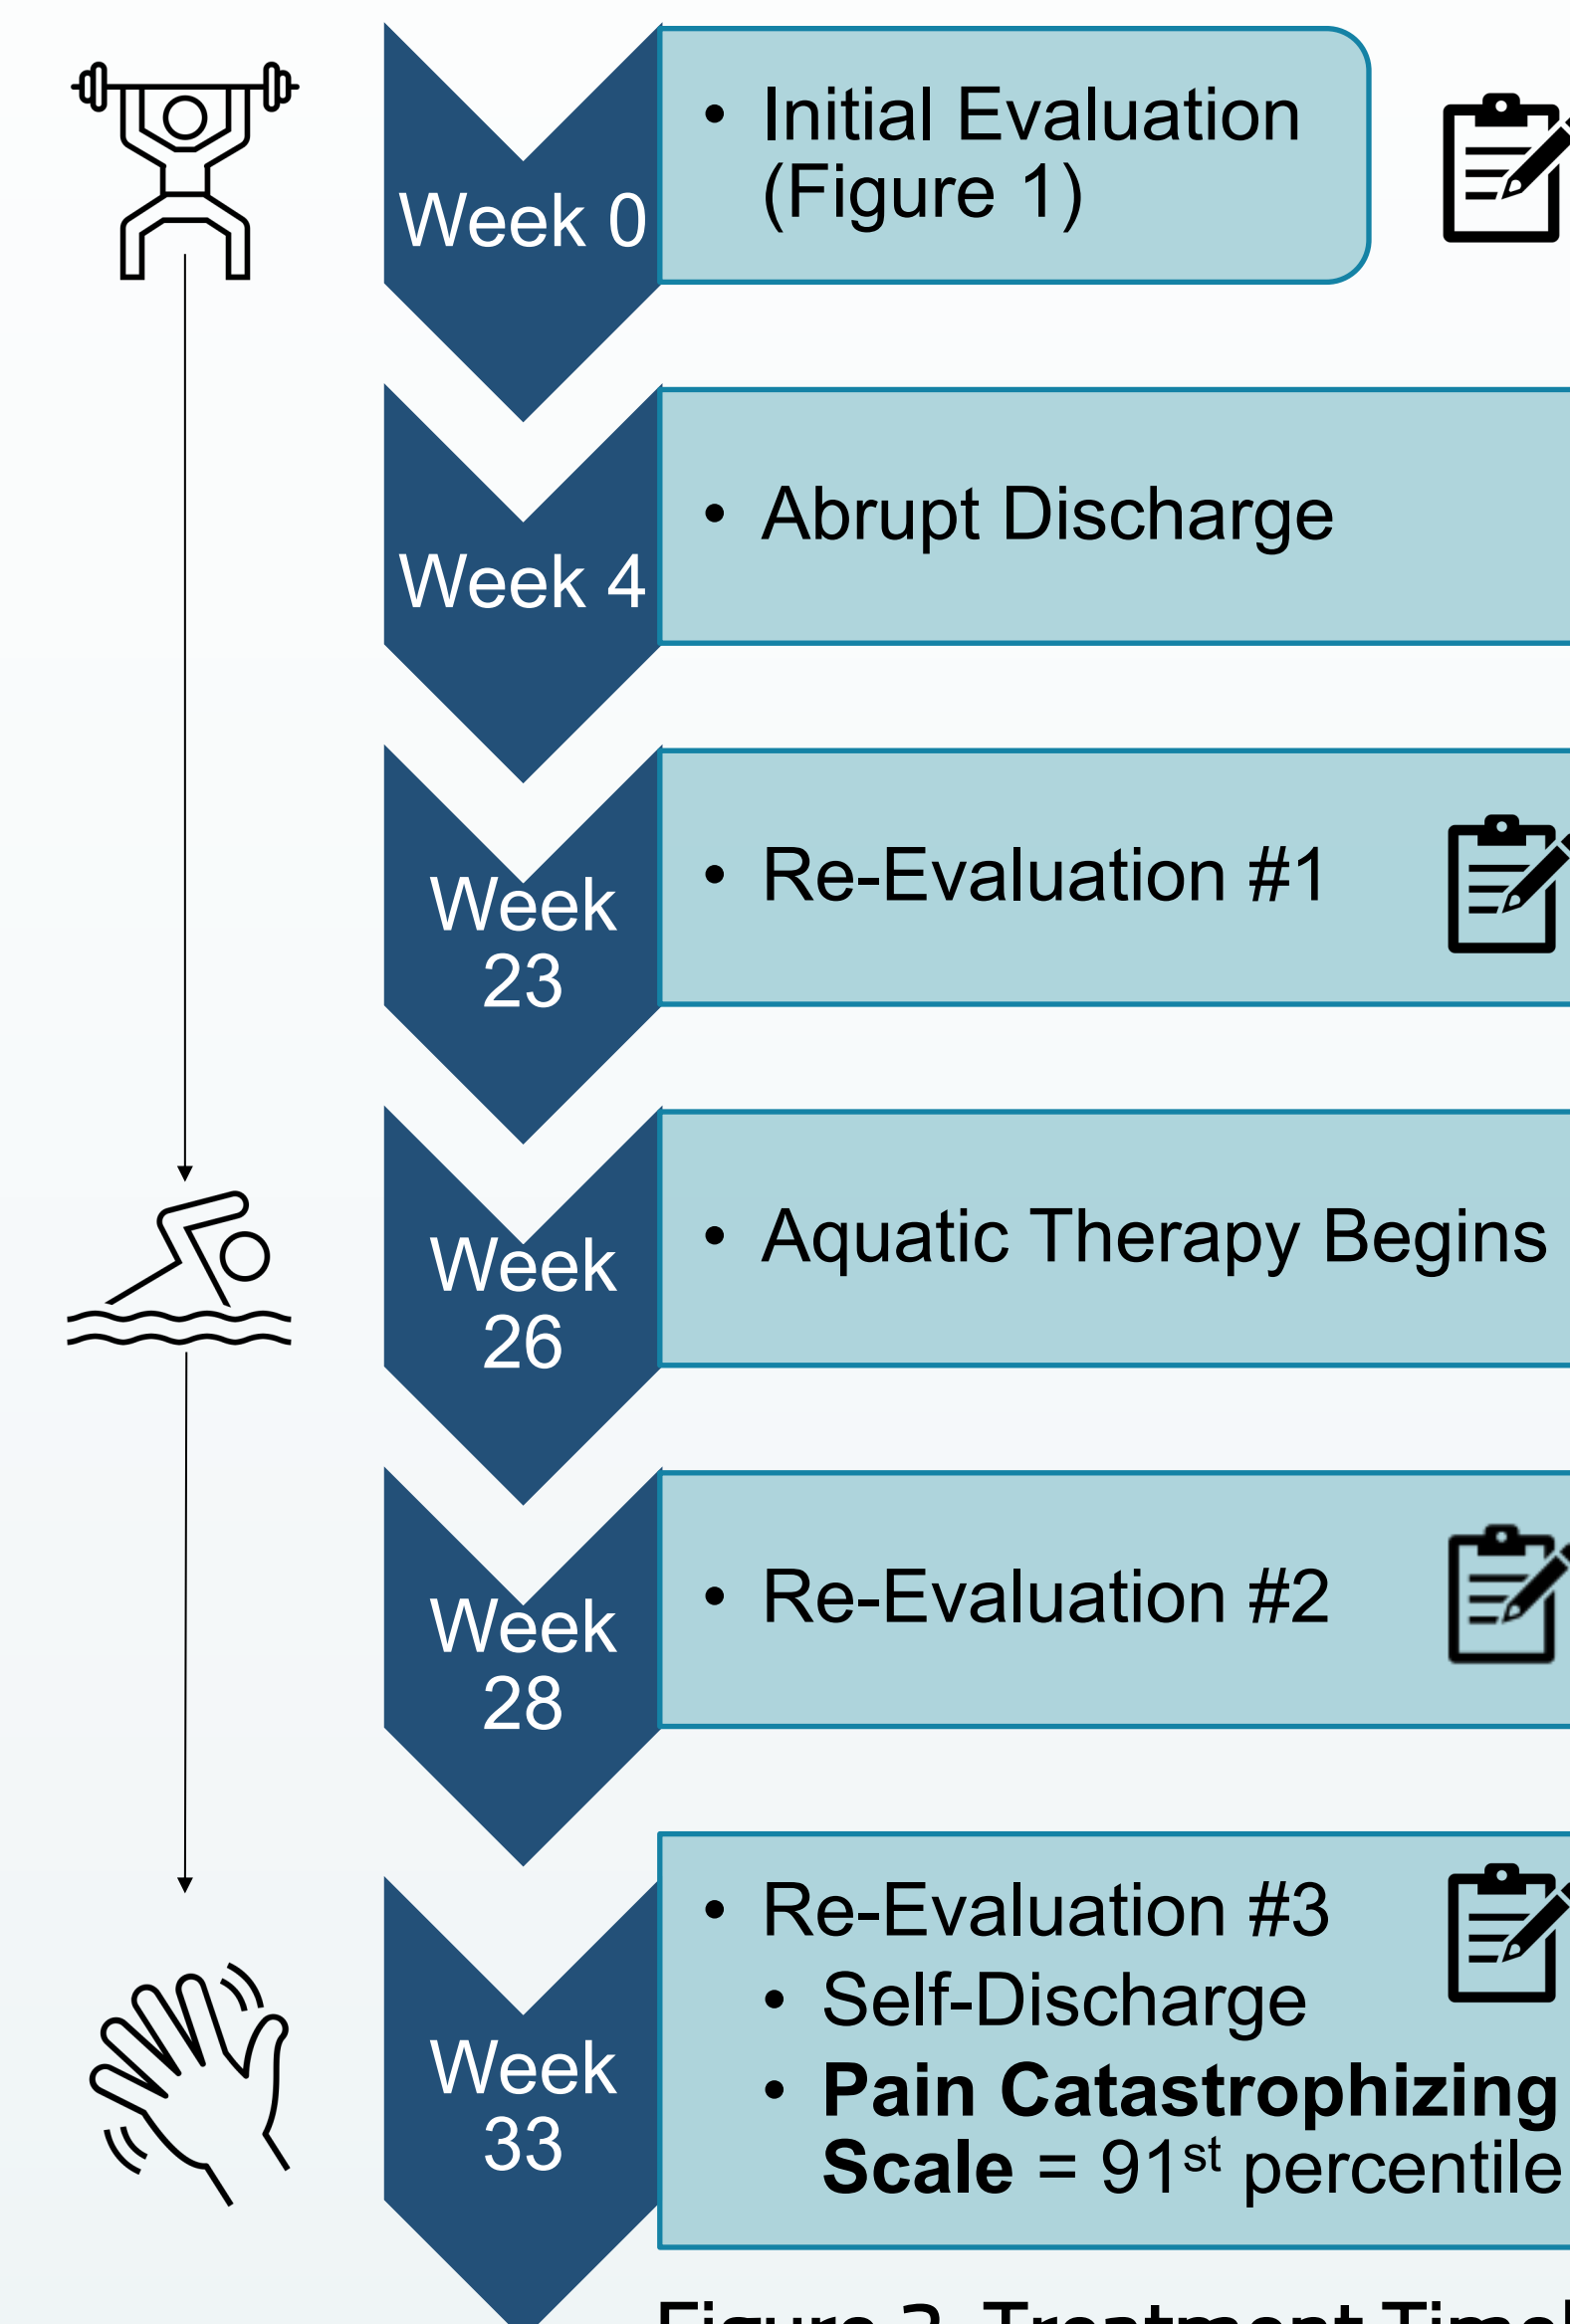 Week 0
• Initial Evaluation
(Figure 1)
Week 4
• Abrupt Discharge
Week
23
• Re-Evaluation #1
Week
26
• Aquatic Therapy Begins
Week
28
• Re-Evaluation #2
Week
33
• Re-Evaluation #3
• Self-Discharge
• Pain Catastrophizing
Scale = 91st percentile
Treatment